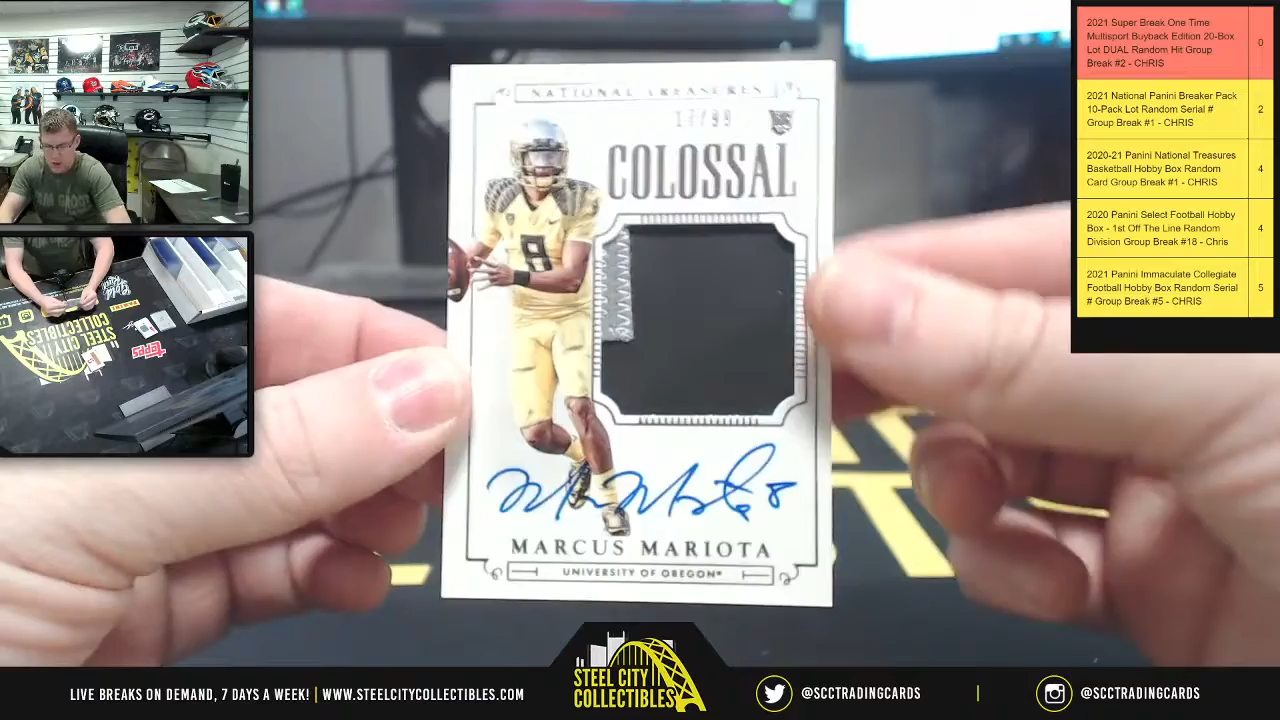 NATIONAL TREASURES
17/99
RC
COLOSSAL
8
MARCUS MARIOTA
UNIVERSITY OF OREGON
2021 Super Break One Time
Multisport Buyback Edition 20-Box
Lot DUAL Random Hit Group
Break #2 - CHRIS
0
2021 National Panini Breaker Pack
10-Pack Lot Random Serial #
Group Break #1 - CHRIS
2
2020-21 Panini National Treasures
Basketball Hobby Box Random
Card Group Break #1 - CHRIS
4
2020 Panini Select Football Hobby
Box - 1st Off The Line Random
Division Group Break #18 - Chris
4
2021 Panini Immaculate Collegiate
Football Hobby Box Random Serial
# Group Break #5 - CHRIS
5
STEEL CITY
COLLECTIBLES
topps
LIVE BREAKS ON DEMAND, 7 DAYS A WEEK! | WWW.STEELCITYCOLLECTIBLES.COM
STEEL CITY
COLLECTIBLES
@SCCTRADINGCARDS
|
@SCCTRADINGCARDS